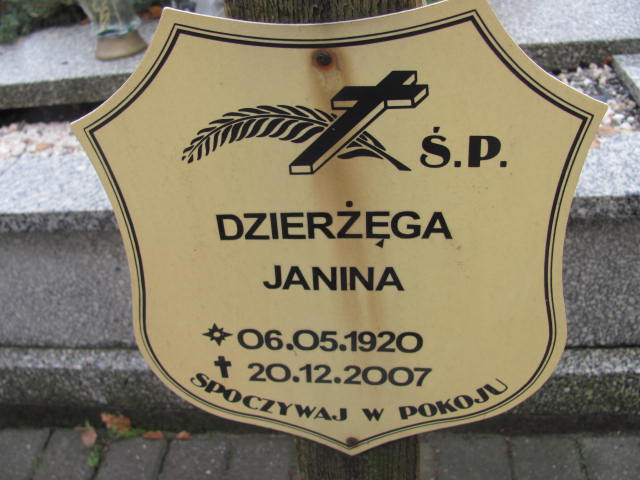 Ś.P.
DZIERŻĘGA
JANINA
06.05.1920
20.12.2007
SPOCZYWAJ W POKOJU